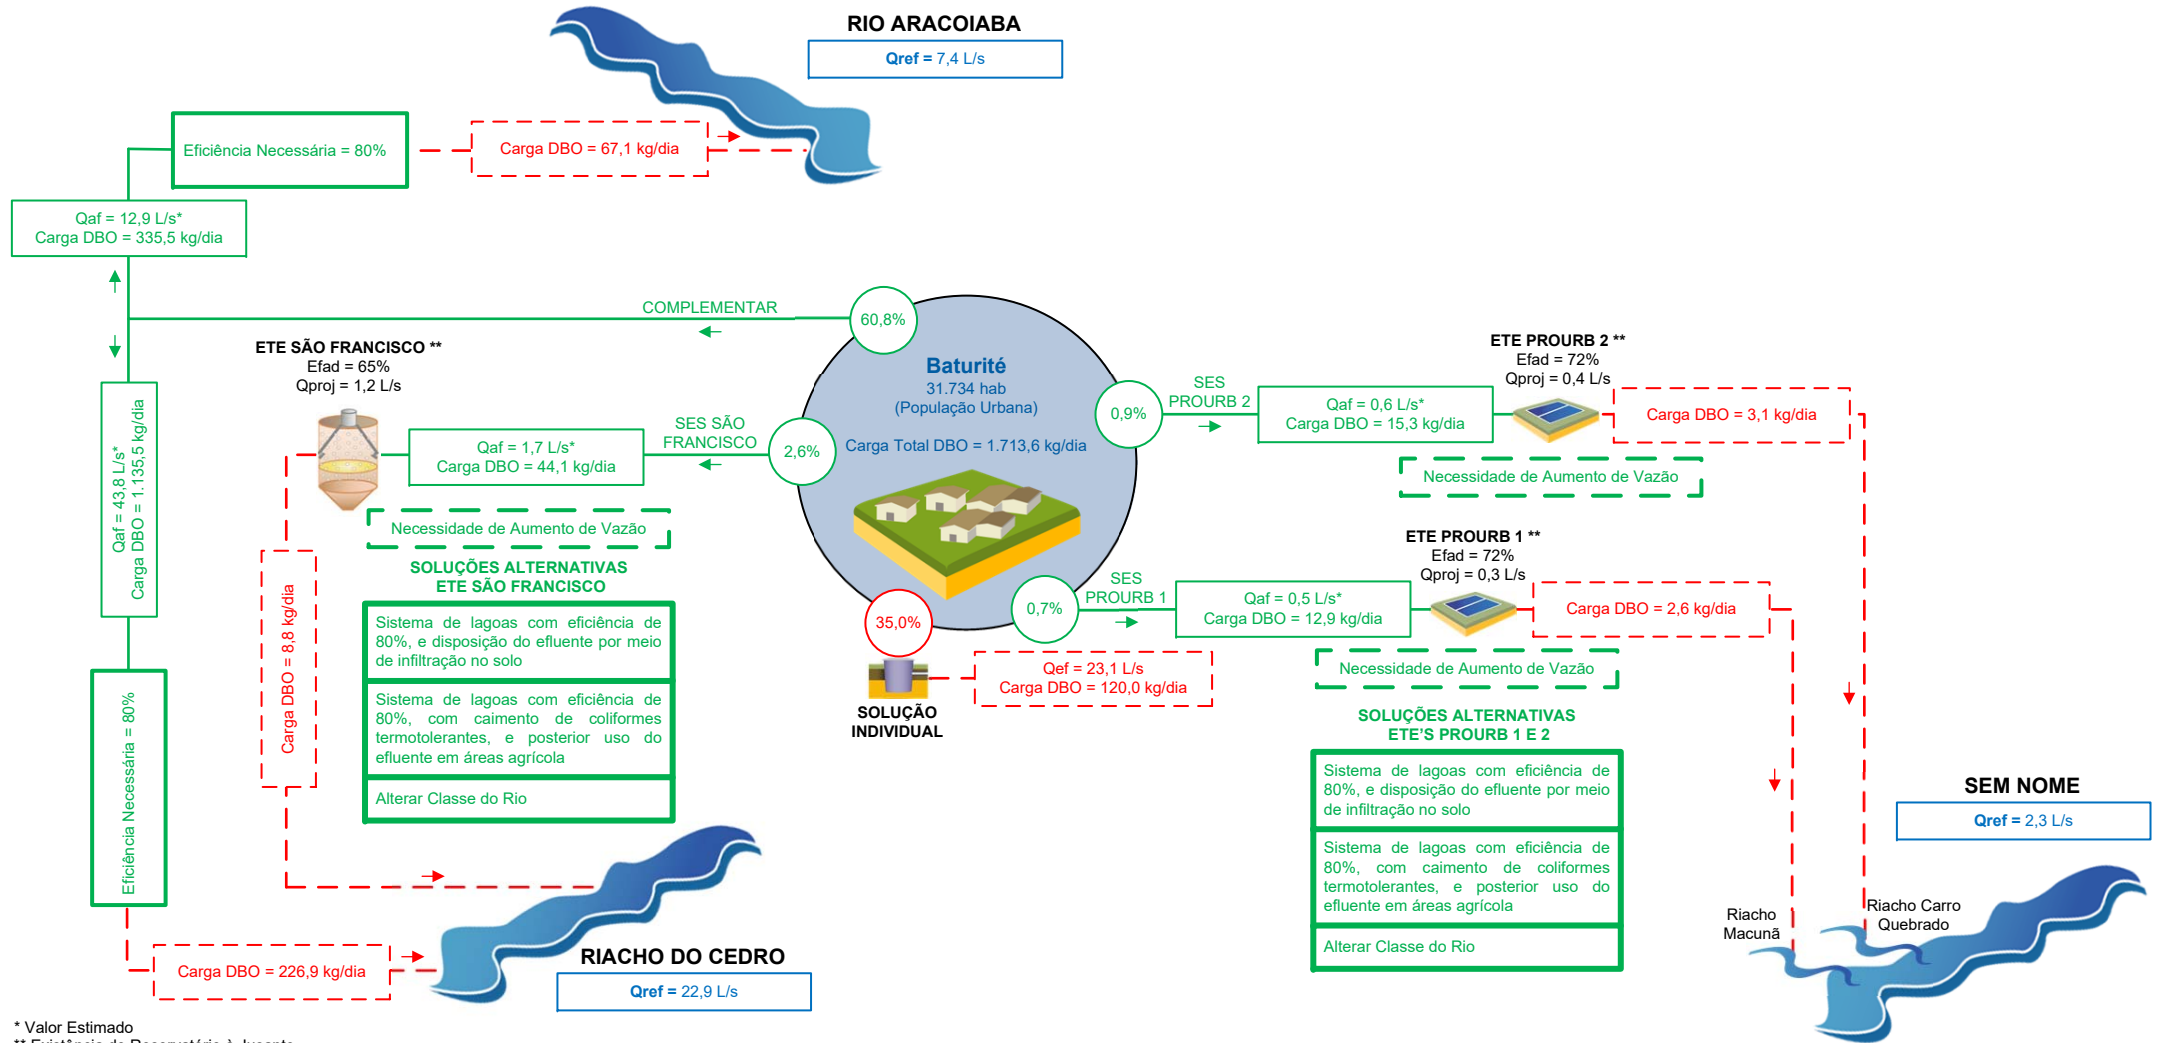 RIO ARACOIABA
Qref = 7,4 L/s
Eficiência Necessária = 80%
Carga DBO = 67,1 kg/dia
Qaf = 12,9 L/s*
Carga DBO = 335,5 kg/dia
COMPLEMENTAR
60,8%
ETE SÃO FRANCISCO **
Efad = 65%
Qproj = 1,2 L/s
Baturité
31.734 hab
(População Urbana)
Carga Total DBO = 1.713,6 kg/dia
SES SÃO
FRANCISCO
2,6%
Qaf = 1,7 L/s*
Carga DBO = 44,1 kg/dia
Necessidade de Aumento de Vazão
SOLUÇÕES ALTERNATIVAS
ETE SÃO FRANCISCO
Sistema de lagoas com eficiência de
80%, e disposição do efluente por meio
de infiltração no solo
Sistema de lagoas com eficiência de
80%, com caimento de coliformes
termotolerantes, e posterior uso do
efluente em áreas agrícola
Alterar Classe do Rio
Qaf = 43,8 L/s*
Carga DBO = 1.135,5 kg/dia
Carga DBO = 8,8 kg/dia
Eficiência Necessária = 80%
Carga DBO = 226,9 kg/dia
RIACHO DO CEDRO
Qref = 22,9 L/s
35,0%
SOLUÇÃO
INDIVIDUAL
Qef = 23,1 L/s
Carga DBO = 120,0 kg/dia
0,9%
SES
PROURB 2
Qaf = 0,6 L/s*
Carga DBO = 15,3 kg/dia
ETE PROURB 2 **
Efad = 72%
Qproj = 0,4 L/s
Carga DBO = 3,1 kg/dia
Necessidade de Aumento de Vazão
0,7%
SES
PROURB 1
Qaf = 0,5 L/s*
Carga DBO = 12,9 kg/dia
ETE PROURB 1 **
Efad = 72%
Qproj = 0,3 L/s
Carga DBO = 2,6 kg/dia
Necessidade de Aumento de Vazão
SOLUÇÕES ALTERNATIVAS
ETE'S PROURB 1 E 2
Sistema de lagoas com eficiência de
80%, e disposição do efluente por meio
de infiltração no solo
Sistema de lagoas com eficiência de
80%, com caimento de coliformes
termotolerantes, e posterior uso do
efluente em áreas agrícola
Alterar Classe do Rio
SEM NOME
Qref = 2,3 L/s
Riacho
Macunã
Riacho Carro
Quebrado
* Valor Estimado